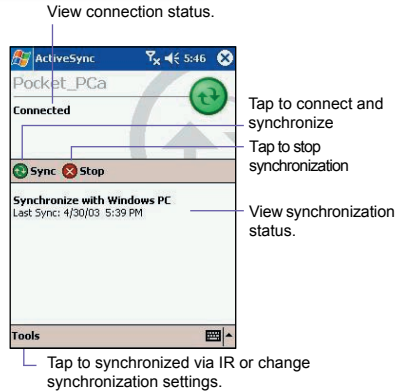 View connection status.
ActiveSync 5:46
Pocket_PCa
Connected
Tap to connect and
synchronize
Tap to stop
synchronization
Sync Stop
Synchronize with Windows PC
Last Sync: 4/30/03 5:39 PM
View synchronization
status.
Tools
Tap to synchronized via IR or change
synchronization settings.